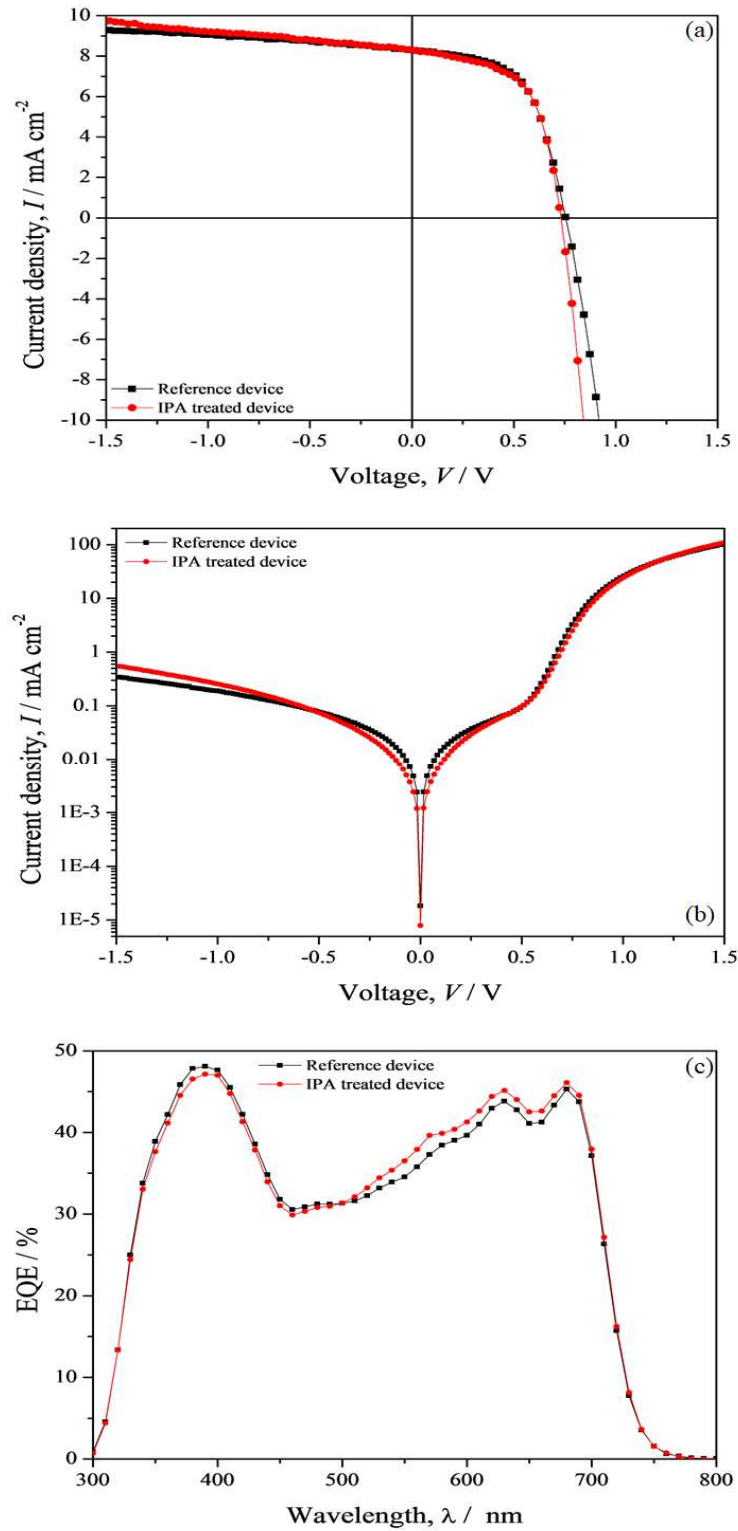 (a)
10
8
6
4
2
0
-2
-4
-6
-8
-10
Current density, I / mA cm⁻²
Reference device
IPA treated device
-1.5 -1.0 -0.5 0.0 0.5 1.0 1.5
Voltage, V / V
100
10
1
0.1
0.01
1E-3
1E-4
1E-5
Current density, I / mA cm⁻²
Reference device
IPA treated device
(b)
-1.5 -1.0 -0.5 0.0 0.5 1.0 1.5
Voltage, V / V
50
40
30
20
10
0
EQE / %
Reference device
IPA treated device
(c)
300 400 500 600 700 800
Wavelength, λ / nm